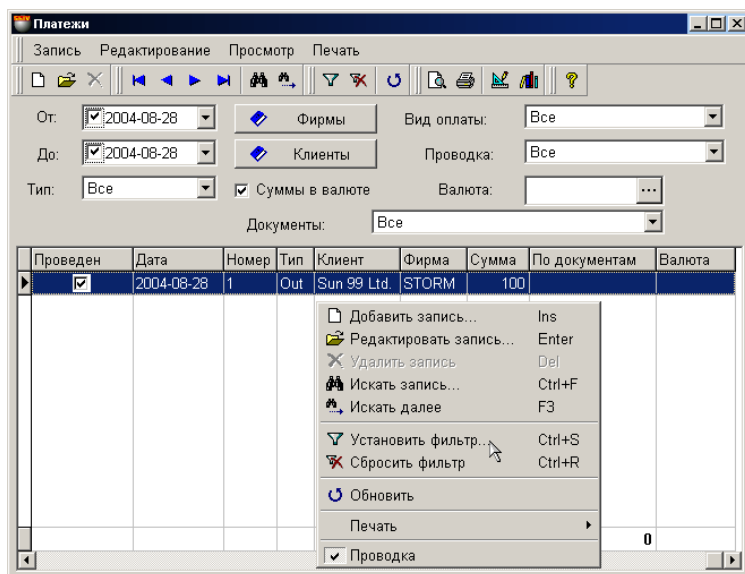 Платежи
Запись Редактирование Просмотр Печать
От: 2004-08-28 Фирмы Вид оплаты: Все
До: 2004-08-28 Клиенты Проводка: Все
Тип: Все Суммы в валюте Валюта: ...
Документы: Все
Проведен Дата Номер Тип Клиент Фирма Сумма По документам Валюта
2004-08-28 1 Out Sun 99 Ltd. STORM 100
Добавить запись... Ins
Редактировать запись... Enter
Удалить запись Del
Искать запись... Ctrl+F
Искать далее F3
Установить фильтр... Ctrl+S
Сбросить фильтр Ctrl+R
Обновить
Печать
0
Проводка